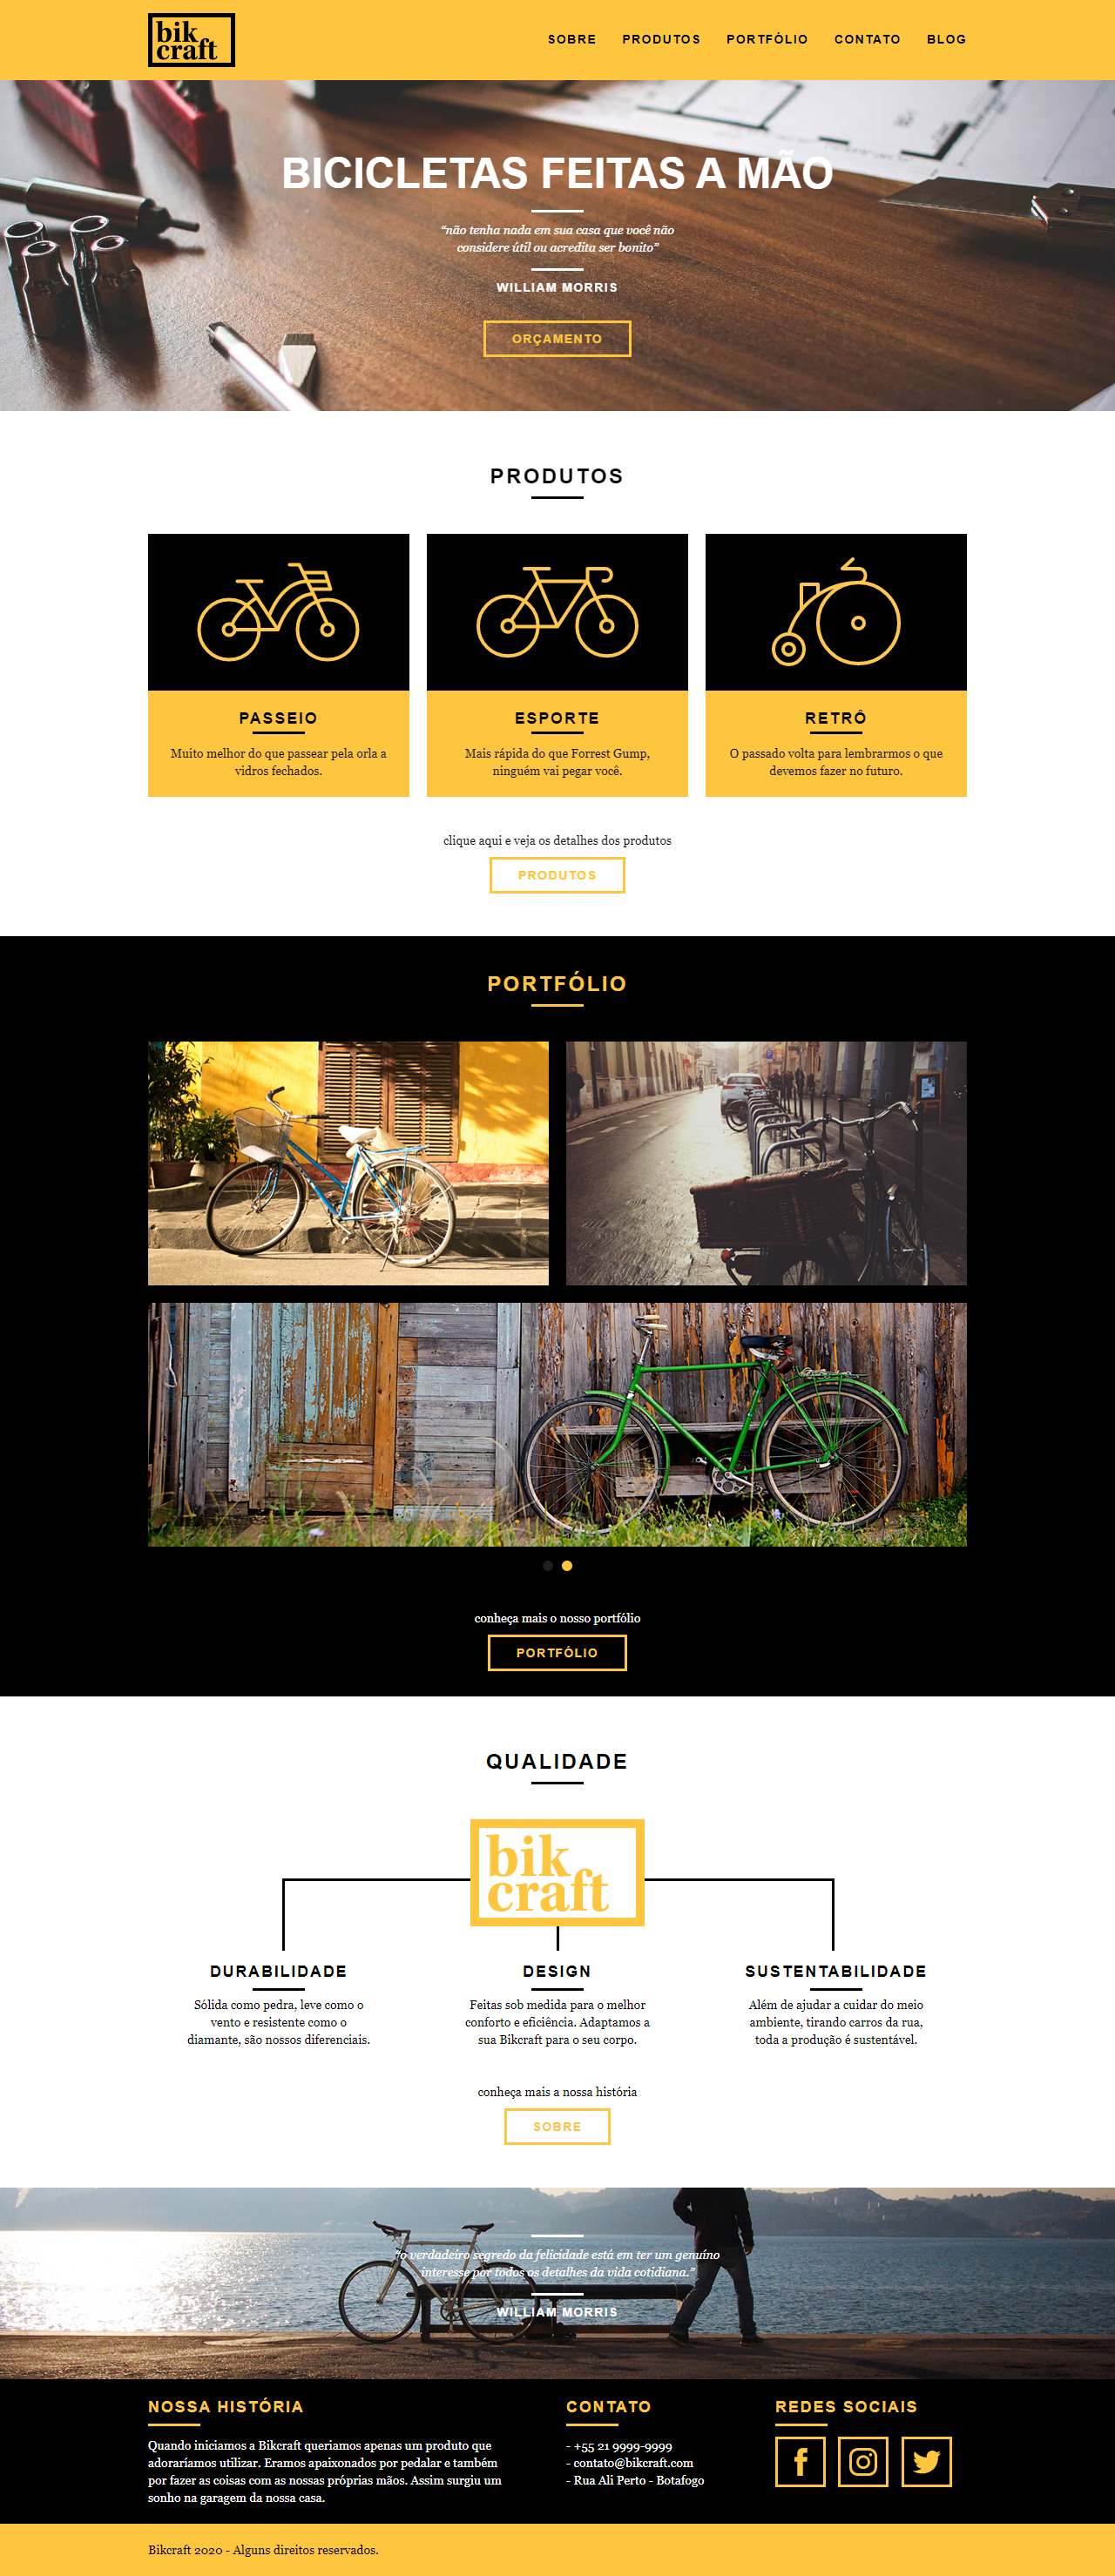 bik
craft
SOBRE PRODUTOS PORTFÓLIO CONTATO BLOG
BICICLETAS FEITAS A MÃO
“não tenha nada em sua casa que você não
considere útil ou acredita ser bonito”
WILLIAM MORRIS
ORÇAMENTO
PRODUTOS
PASSEIO
Muito melhor do que passear pela orla a
vidros fechados.
ESPORTE
Mais rápida do que Forrest Gump,
ninguém vai pegar você.
RETRÔ
O passado volta para lembrarmos o que
devemos fazer no futuro.
clique aqui e veja os detalhes dos produtos
PRODUTOS
PORTFÓLIO
conheça mais o nosso portfólio
PORTFÓLIO
QUALIDADE
bik
craft
DURABILIDADE
Sólida como pedra, leve como o
vento e resistente como o
diamante, são nossos diferenciais.
DESIGN
Feitas sob medida para o melhor
conforto e eficiência. Adaptamos a
sua Bikcraft para o seu corpo.
SUSTENTABILIDADE
Além de ajudar a cuidar do meio
ambiente, tirando carros da rua,
toda a produção é sustentável.
conheça mais a nossa história
SOBRE
“o verdadeiro segredo da felicidade está em ter um genuíno
interesse por todos os detalhes da vida cotidiana.”
WILLIAM MORRIS
NOSSA HISTÓRIA
Quando iniciamos a Bikcraft queriamos apenas um produto que
adoraríamos utilizar. Eramos apaixonados por pedalar e também
por fazer as coisas com as nossas próprias mãos. Assim surgiu um
sonho na garagem da nossa casa.
CONTATO
- +55 21 9999-9999
- contato@bikcraft.com
- Rua Ali Perto - Botafogo
REDES SOCIAIS
Bikcraft 2020 - Alguns direitos reservados.